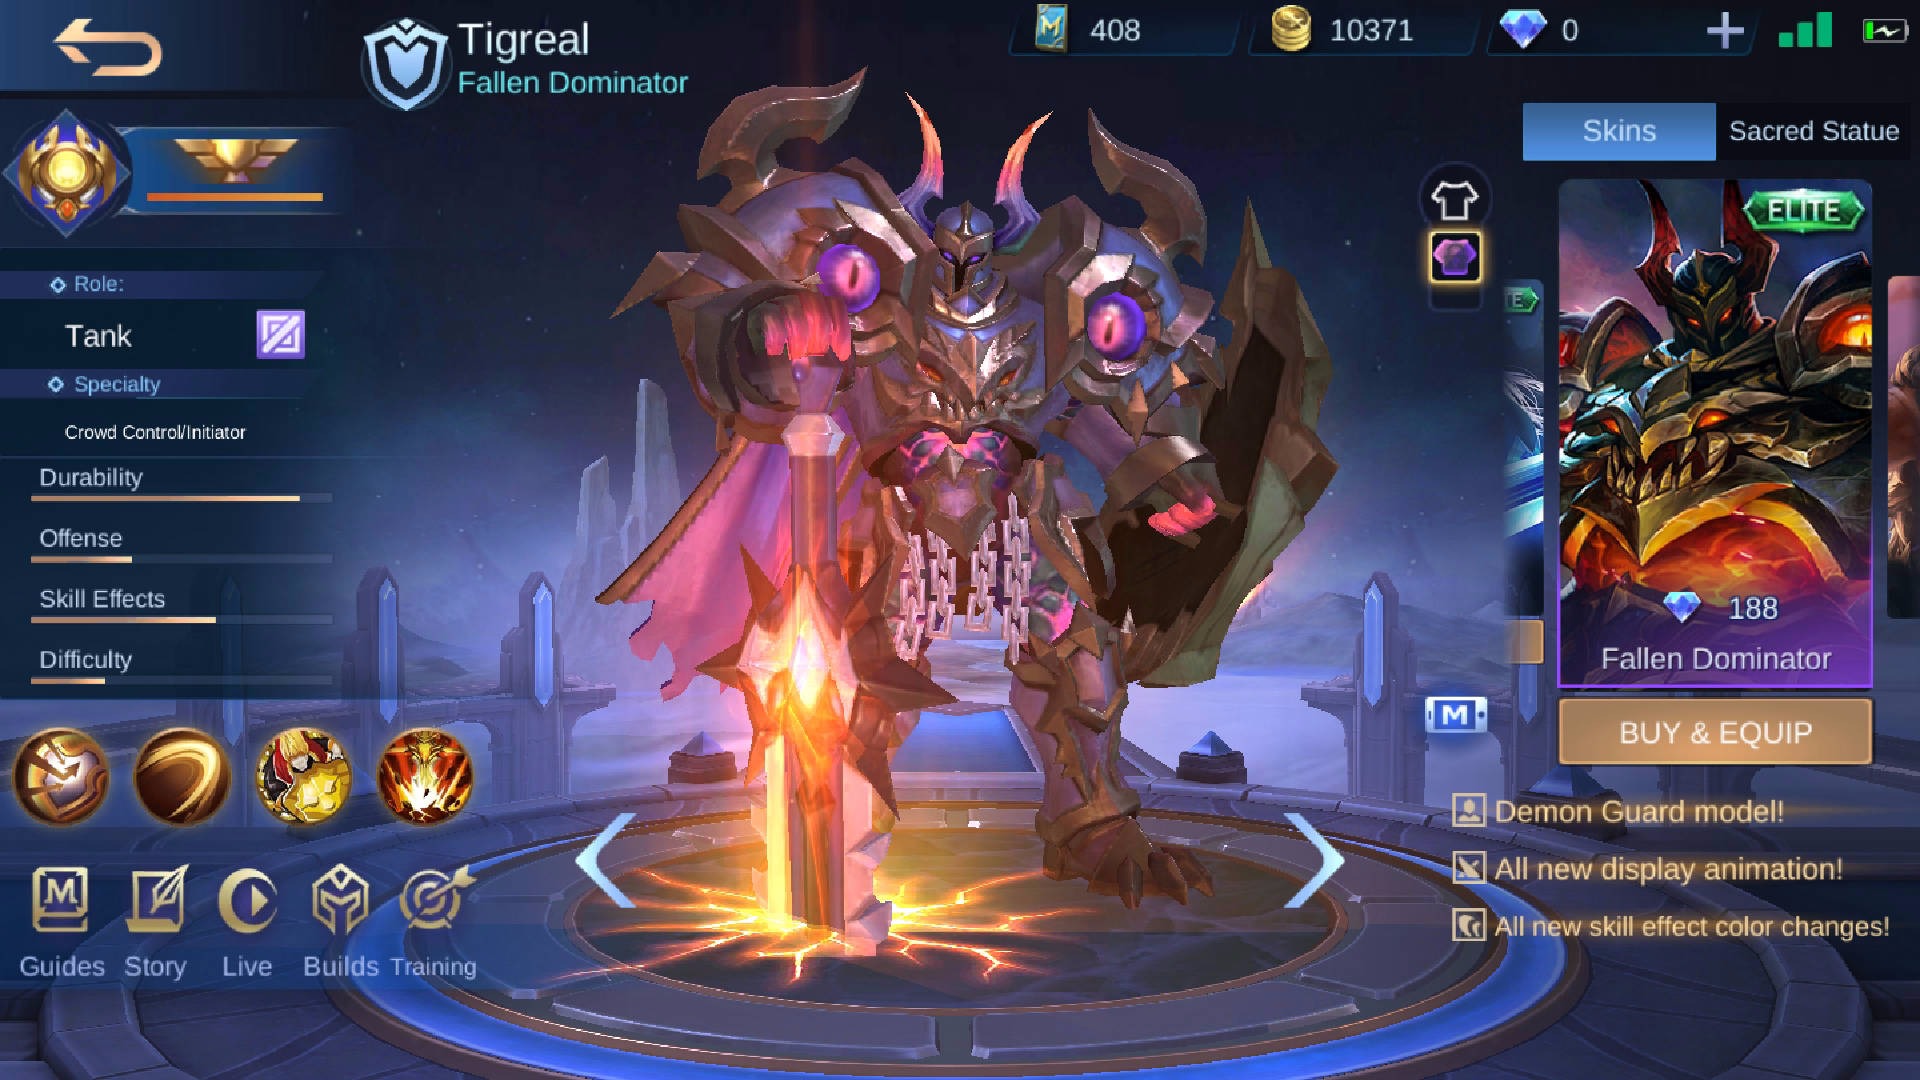 Tigreal
Fallen Dominator
408
10371
0
Skins
Sacred Statue
Role:
Tank
Specialty
Crowd Control/Initiator
Durability
Offense
Skill Effects
Difficulty
ELITE
188
Fallen Dominator
M
BUY & EQUIP
Demon Guard model!
All new display animation!
All new skill effect color changes!
Guides
Story
Live
Builds
Training